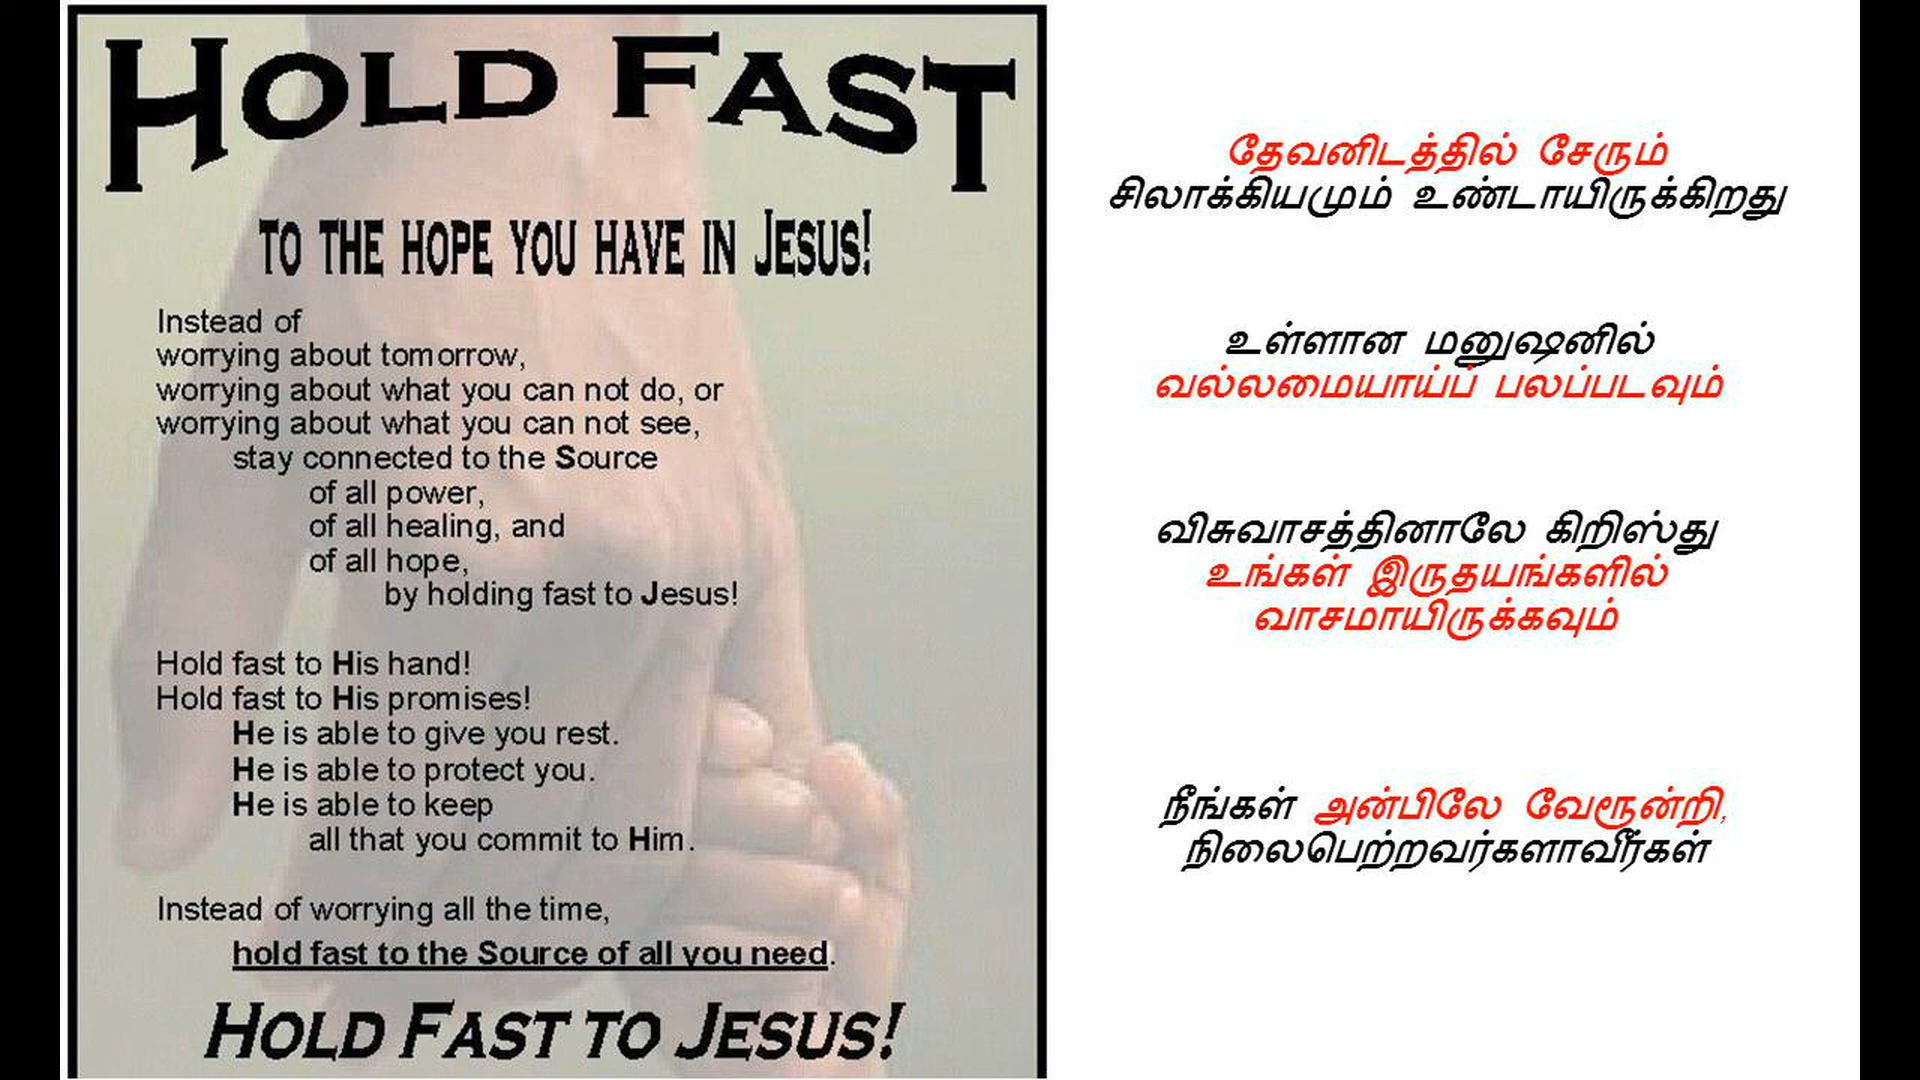 HOLD FAST
TO THE HOPE YOU HAVE IN JESUS!
Instead of
worrying about tomorrow,
worrying about what you can not do, or
worrying about what you can not see,
stay connected to the Source
of all power,
of all healing, and
of all hope,
by holding fast to Jesus!
Hold fast to His hand!
Hold fast to His promises!
He is able to give you rest.
He is able to protect you.
He is able to keep
all that you commit to Him.
Instead of worrying all the time,
hold fast to the Source of all you need.
HOLD FAST TO JESUS!
தேவனிடத்தில் சேரும்
சிலாக்கியமும் உண்டாயிருக்கிறது
உள்ளான மனுஷனில்
வல்லமையாய்ப் பலப்படவும்
விசுவாசத்தினாலே கிறிஸ்து
உங்கள் இருதயங்களில்
வாசமாயிருக்கவும்
நீங்கள் அன்பிலே வேரூன்றி,
நிலைபெற்றவர்களாவீர்கள்